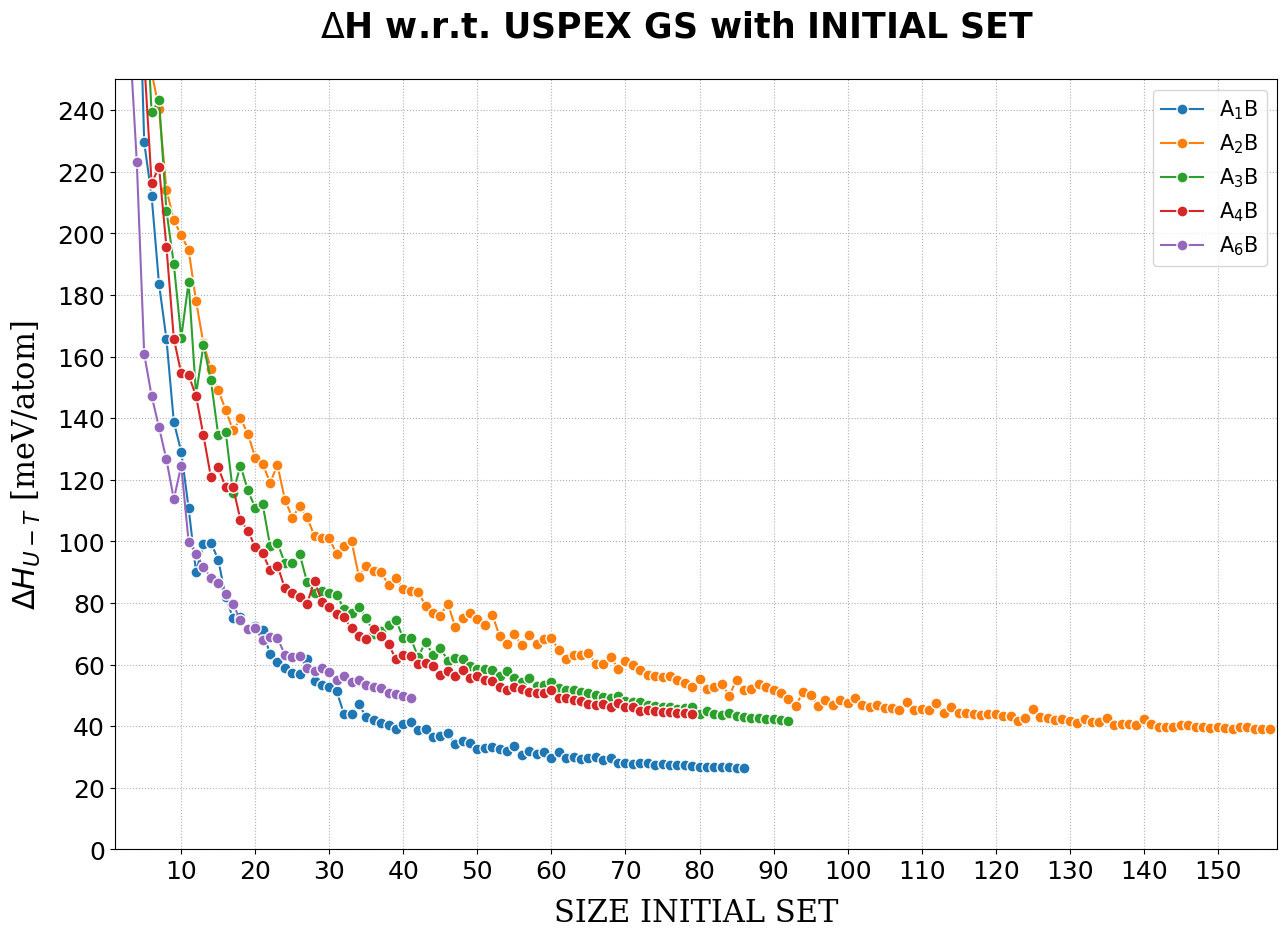 ΔH w.r.t. USPEX GS with INITIAL SET
ΔH_{U−T} [meV/atom]
240
220
200
180
160
140
120
100
80
60
40
20
0
A₁B
A₂B
A₃B
A₄B
A₆B
10 20 30 40 50 60 70 80 90 100 110 120 130 140 150
SIZE INITIAL SET